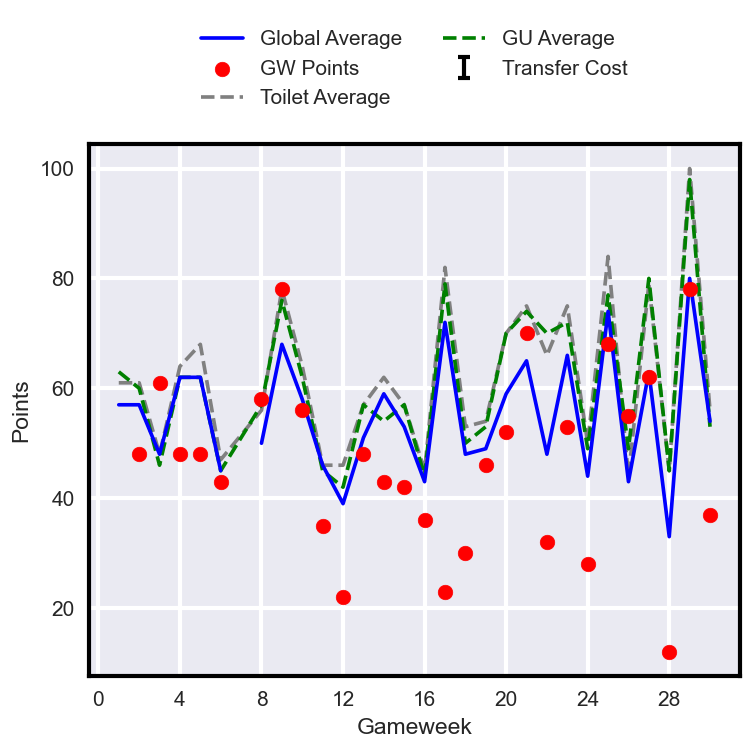 Global Average
GW Points
Toilet Average
GU Average
Transfer Cost
100
80
60
40
20
Points
0 4 8 12 16 20 24 28
Gameweek